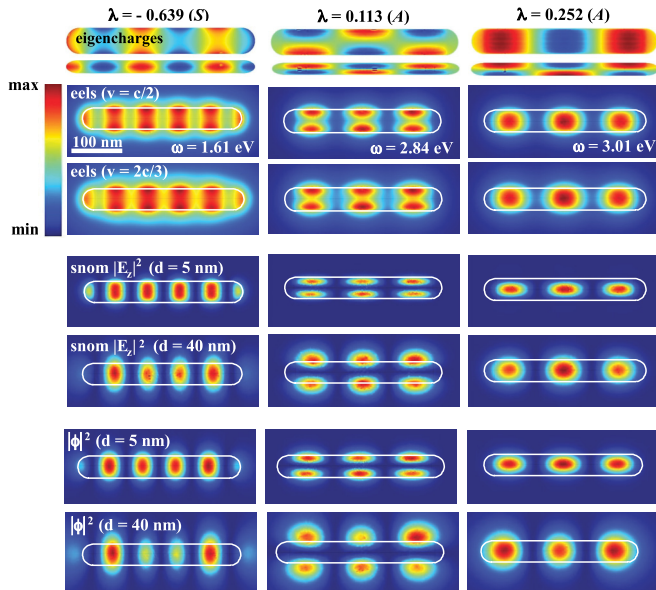 λ = - 0.639 (S) λ = 0.113 (A) λ = 0.252 (A)
eigencharges
max
eels (v = c/2)
100 nm ω = 1.61 eV ω = 2.84 eV ω = 3.01 eV
eels (v = 2c/3)
min
snom |E_z|² (d = 5 nm)
snom |E_z|² (d = 40 nm)
|ϕ|² (d = 5 nm)
|ϕ|² (d = 40 nm)